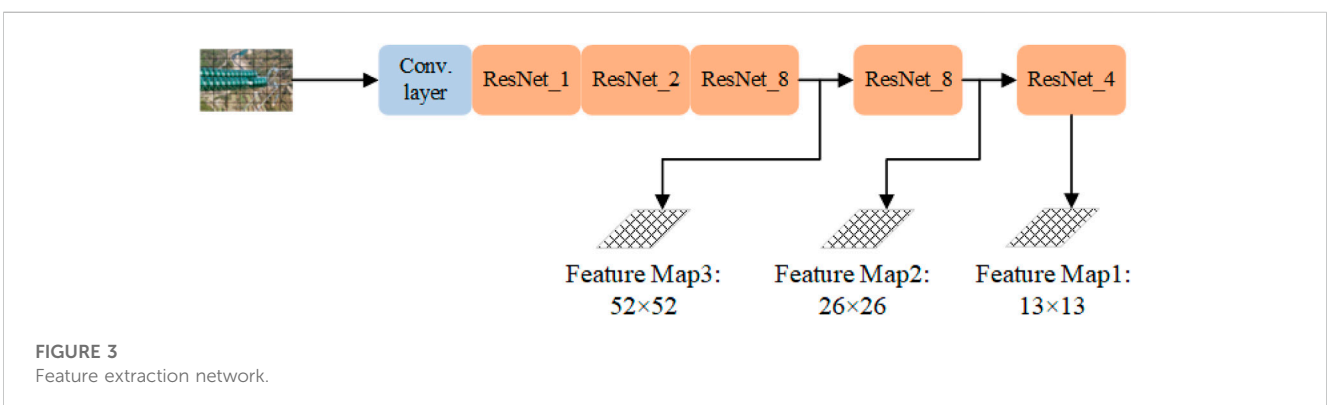 Conv.
layer
ResNet_1
ResNet_2
ResNet_8
ResNet_8
ResNet_4
Feature Map3:
52×52
Feature Map2:
26×26
Feature Map1:
13×13
FIGURE 3
Feature extraction network.